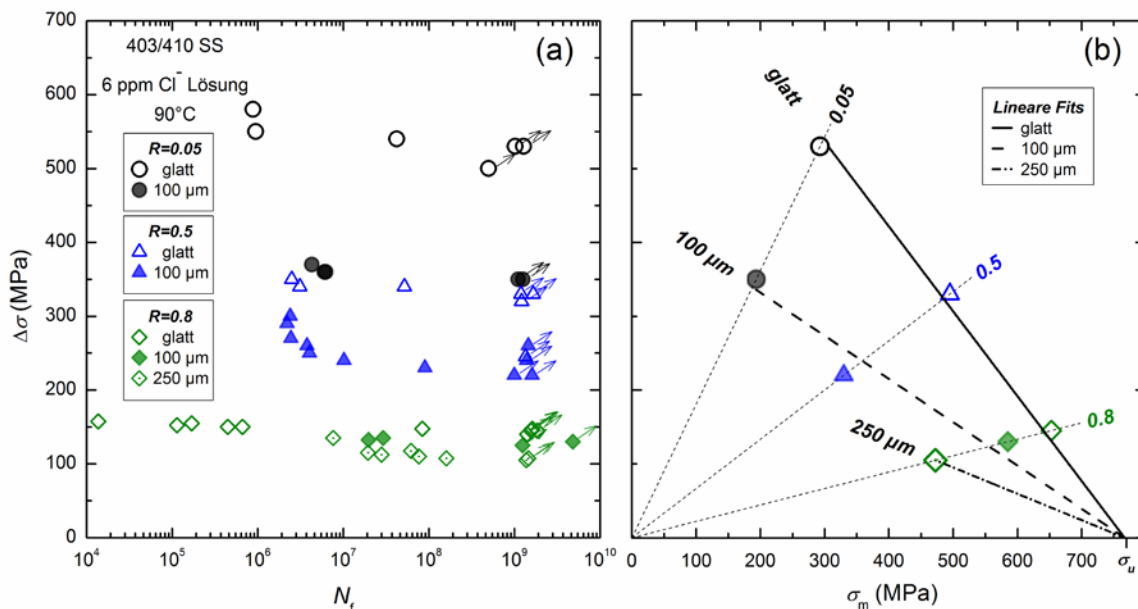 (a)
403/410 SS
6 ppm Cl⁻ Lösung
90°C
R=0.05
glatt
100 µm
R=0.5
glatt
100 µm
R=0.8
glatt
100 µm
250 µm
700
600
500
400
300
200
100
0
Δσ (MPa)
10⁴ 10⁵ 10⁶ 10⁷ 10⁸ 10⁹ 10¹⁰
N_f
(b)
glatt
0.05
Lineare Fits
glatt
100 µm
250 µm
100 µm
0.5
250 µm
0.8
0 100 200 300 400 500 600 700 σ_u
σ_m (MPa)